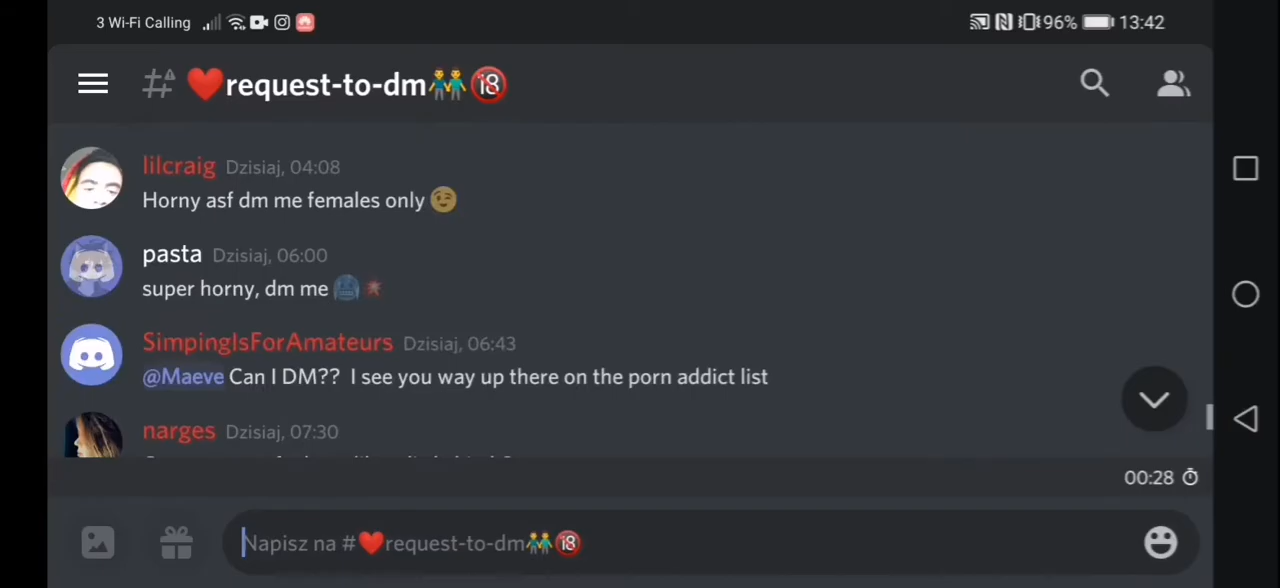 3 Wi-Fi Calling 96% 13:42
#❤️request-to-dm👬🔞
lilcraig Dzisiaj, 04:08
Horny asf dm me females only 😉
pasta Dzisiaj, 06:00
super horny, dm me 🥶💥
SimpingIsForAmateurs Dzisiaj, 06:43
@Maeve Can I DM?? I see you way up there on the porn addict list
narges Dzisiaj, 07:30
00:28
Napisz na #❤️request-to-dm👬🔞